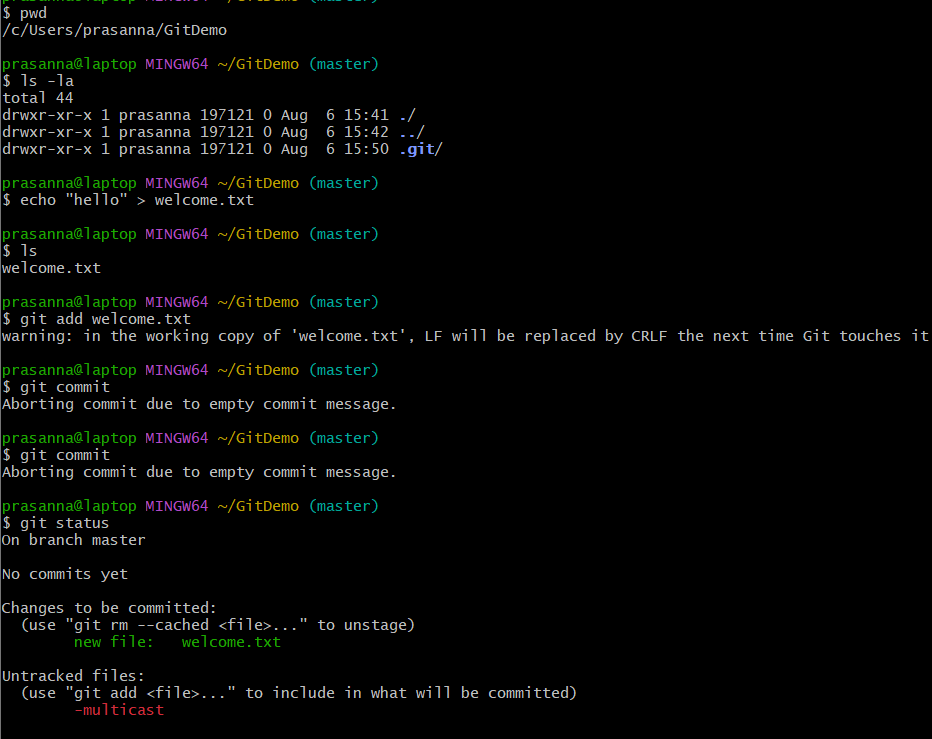 prasanna@laptop MINGW64 ~/GitDemo (master)
$ pwd
/c/Users/prasanna/GitDemo

prasanna@laptop MINGW64 ~/GitDemo (master)
$ ls -la
total 44
drwxr-xr-x 1 prasanna 197121 0 Aug  6 15:41 ./
drwxr-xr-x 1 prasanna 197121 0 Aug  6 15:42 ../
drwxr-xr-x 1 prasanna 197121 0 Aug  6 15:50 .git/

prasanna@laptop MINGW64 ~/GitDemo (master)
$ echo "hello" > welcome.txt

prasanna@laptop MINGW64 ~/GitDemo (master)
$ ls
welcome.txt

prasanna@laptop MINGW64 ~/GitDemo (master)
$ git add welcome.txt
warning: in the working copy of 'welcome.txt', LF will be replaced by CRLF the next time Git touches it

prasanna@laptop MINGW64 ~/GitDemo (master)
$ git commit
Aborting commit due to empty commit message.

prasanna@laptop MINGW64 ~/GitDemo (master)
$ git commit
Aborting commit due to empty commit message.

prasanna@laptop MINGW64 ~/GitDemo (master)
$ git status
On branch master

No commits yet

Changes to be committed:
  (use "git rm --cached <file>..." to unstage)
        new file:   welcome.txt

Untracked files:
  (use "git add <file>..." to include in what will be committed)
        -multicast